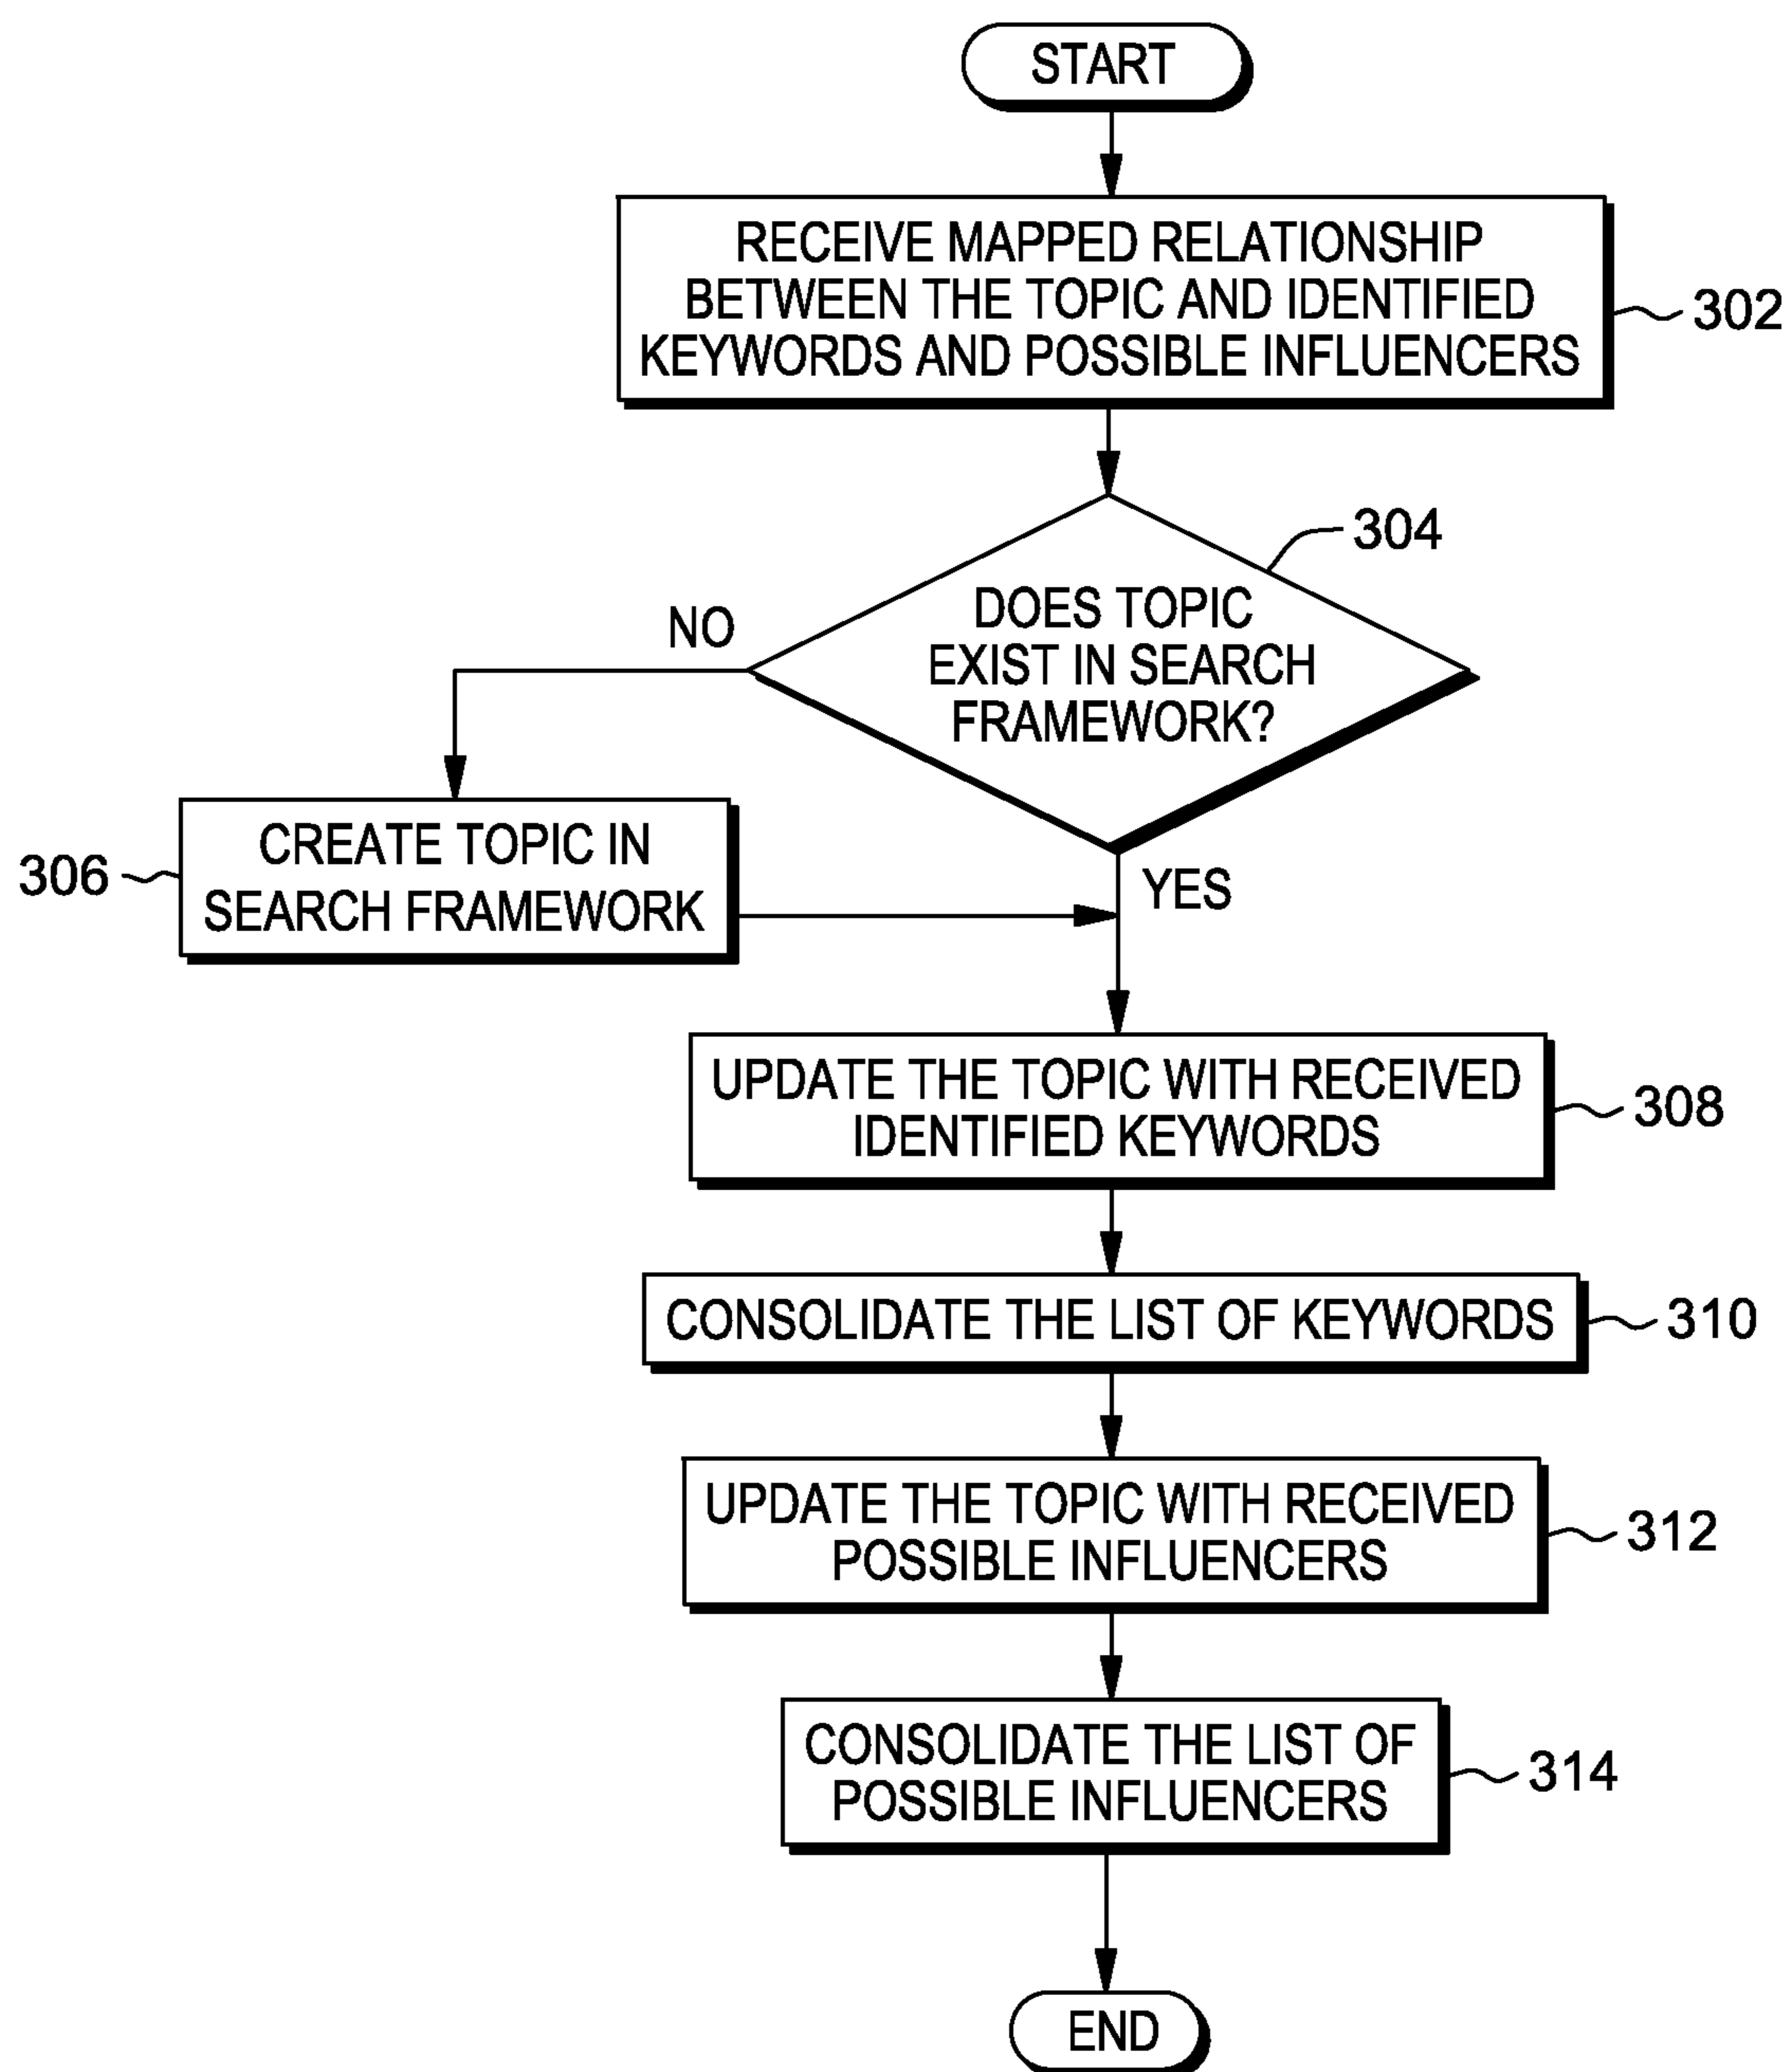 START
RECEIVE MAPPED RELATIONSHIP
BETWEEN THE TOPIC AND IDENTIFIED
KEYWORDS AND POSSIBLE INFLUENCERS
302
304
DOES TOPIC
EXIST IN SEARCH
FRAMEWORK?
NO
YES
CREATE TOPIC IN
SEARCH FRAMEWORK
306
UPDATE THE TOPIC WITH RECEIVED
IDENTIFIED KEYWORDS
308
CONSOLIDATE THE LIST OF KEYWORDS
310
UPDATE THE TOPIC WITH RECEIVED
POSSIBLE INFLUENCERS
312
CONSOLIDATE THE LIST OF
POSSIBLE INFLUENCERS
314
END